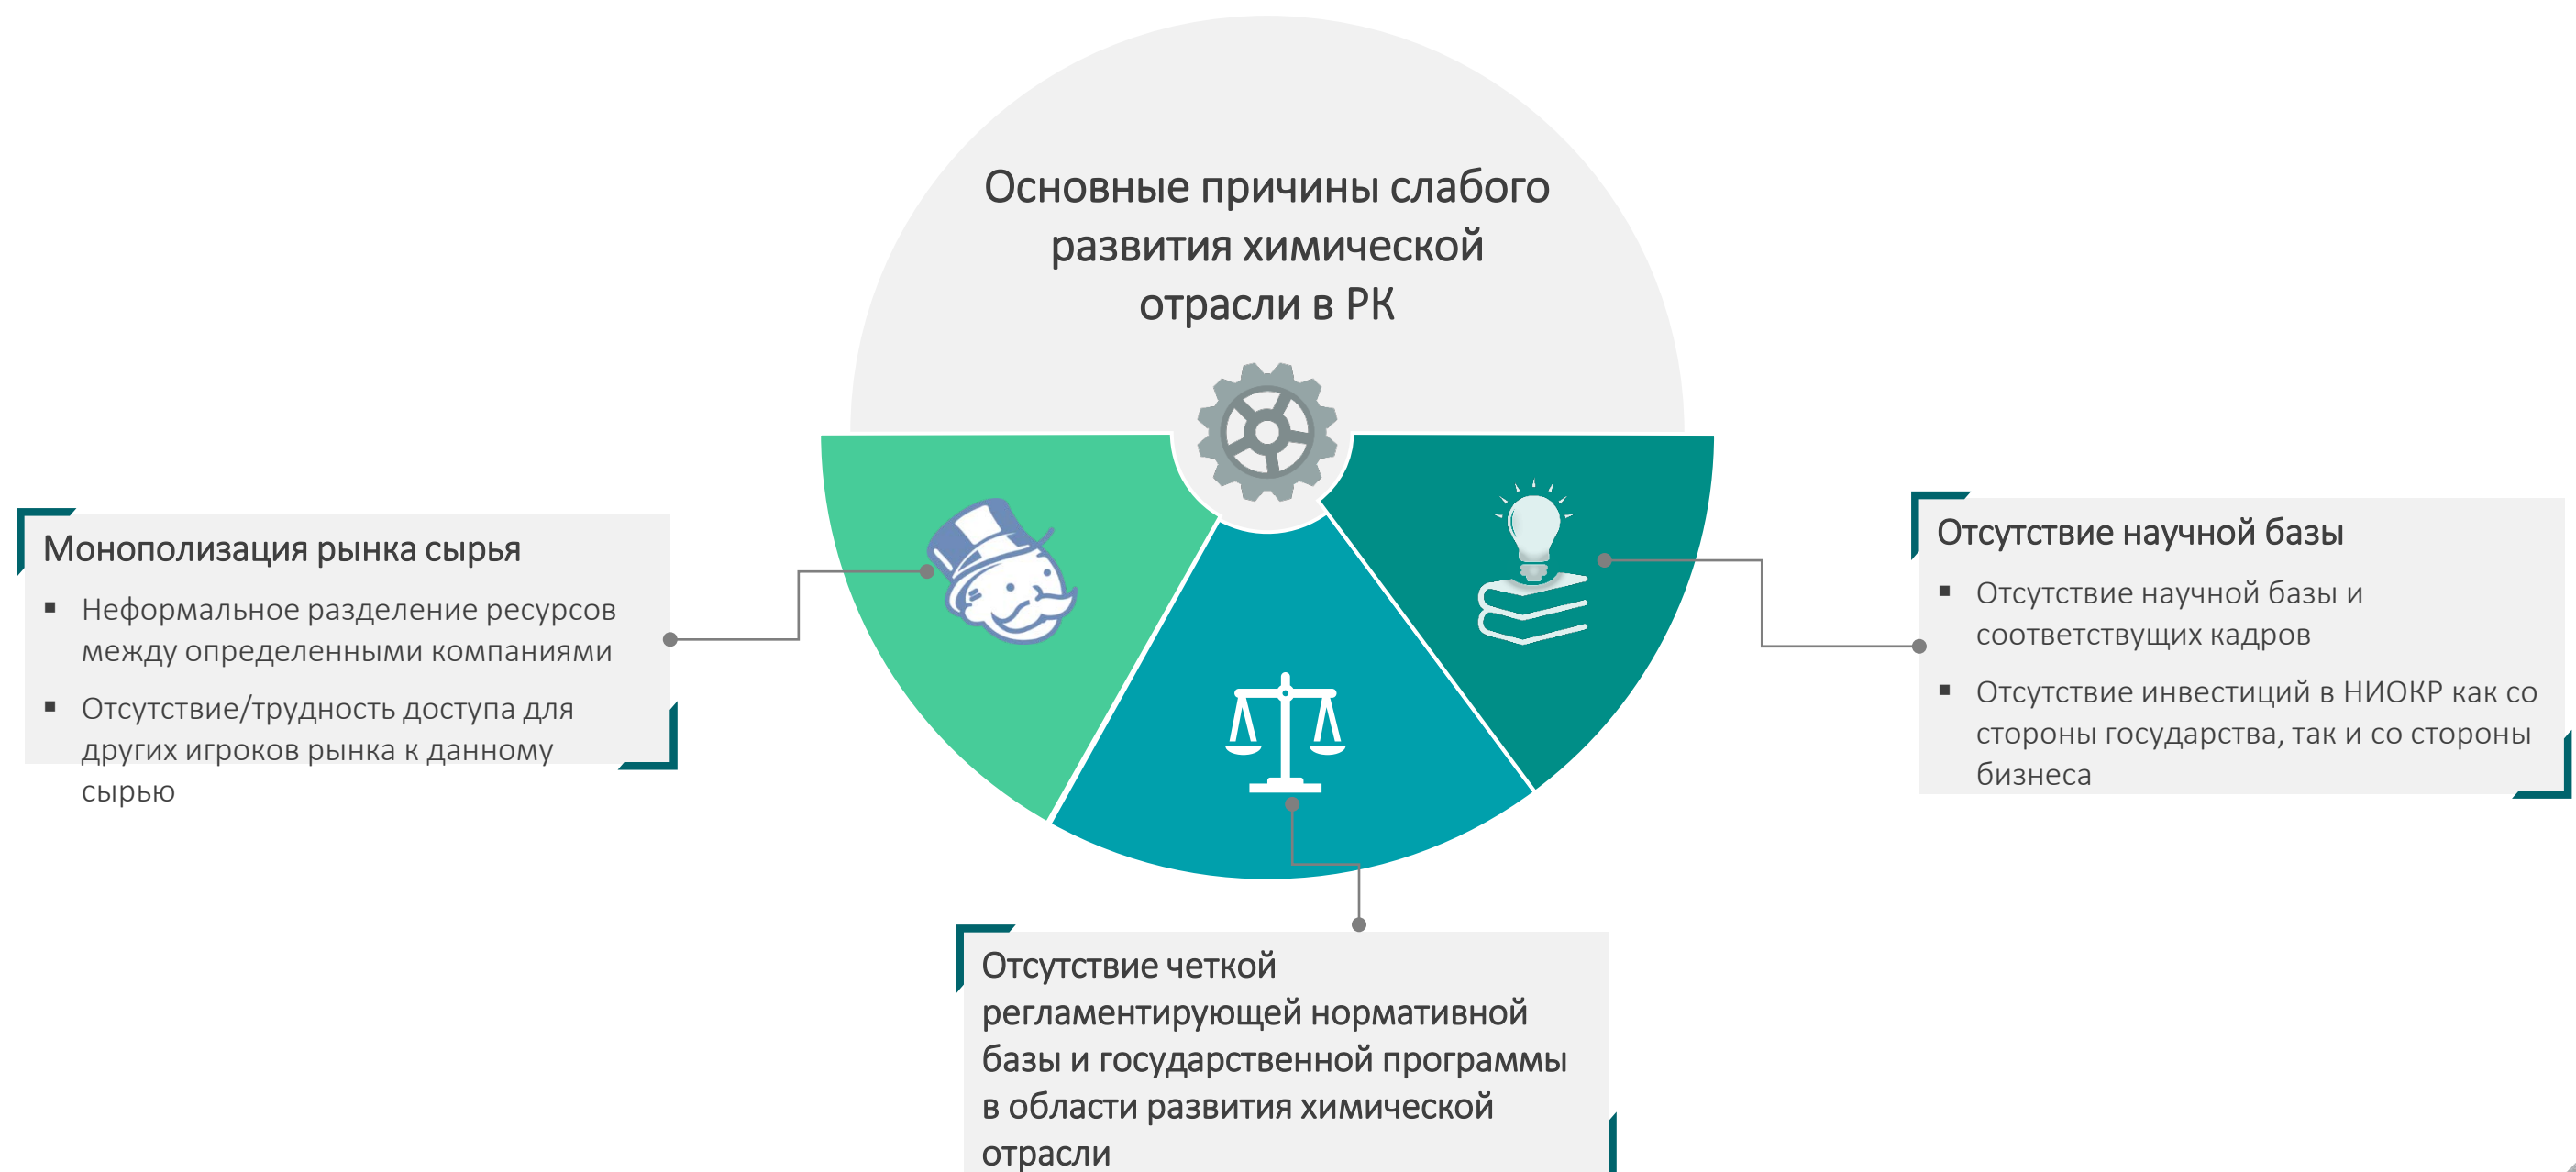 Основные причины слабого
развития химической
отрасли в РК
Монополизация рынка сырья
▪ Неформальное разделение ресурсов
между определенными компаниями
▪ Отсутствие/трудность доступа для
других игроков рынка к данному
сырью
Отсутствие четкой
регламентирующей нормативной
базы и государственной программы
в области развития химической
отрасли
Отсутствие научной базы
▪ Отсутствие научной базы и
соответствущих кадров
▪ Отсутствие инвестиций в НИОКР как со
стороны государства, так и со стороны
бизнеса